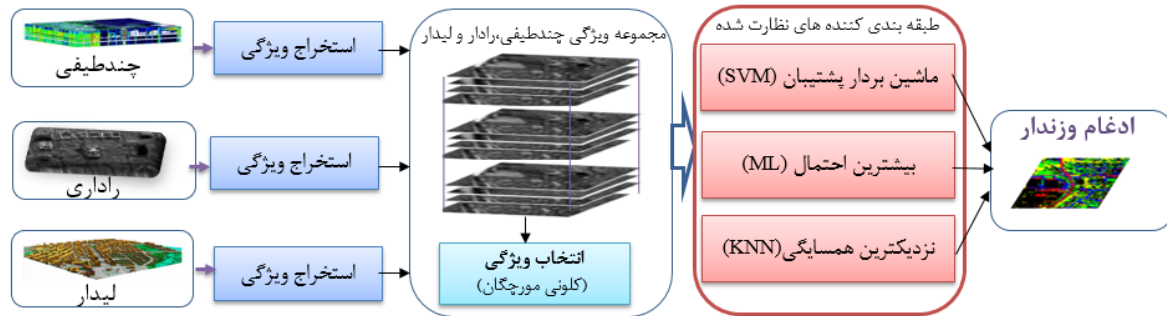 چندطیفی
استخراج ویژگی
راداری
استخراج ویژگی
لیدار
استخراج ویژگی
مجموعه ویژگی چندطیفی،رادار و لیدار
انتخاب ویژگی
(کلونی مورچگان)
طبقه بندی کننده های نظارت شده
ماشین بردار پشتیبان (SVM)
بیشترین احتمال (ML)
نزدیکترین همسایگی(KNN)
ادغام وزندار